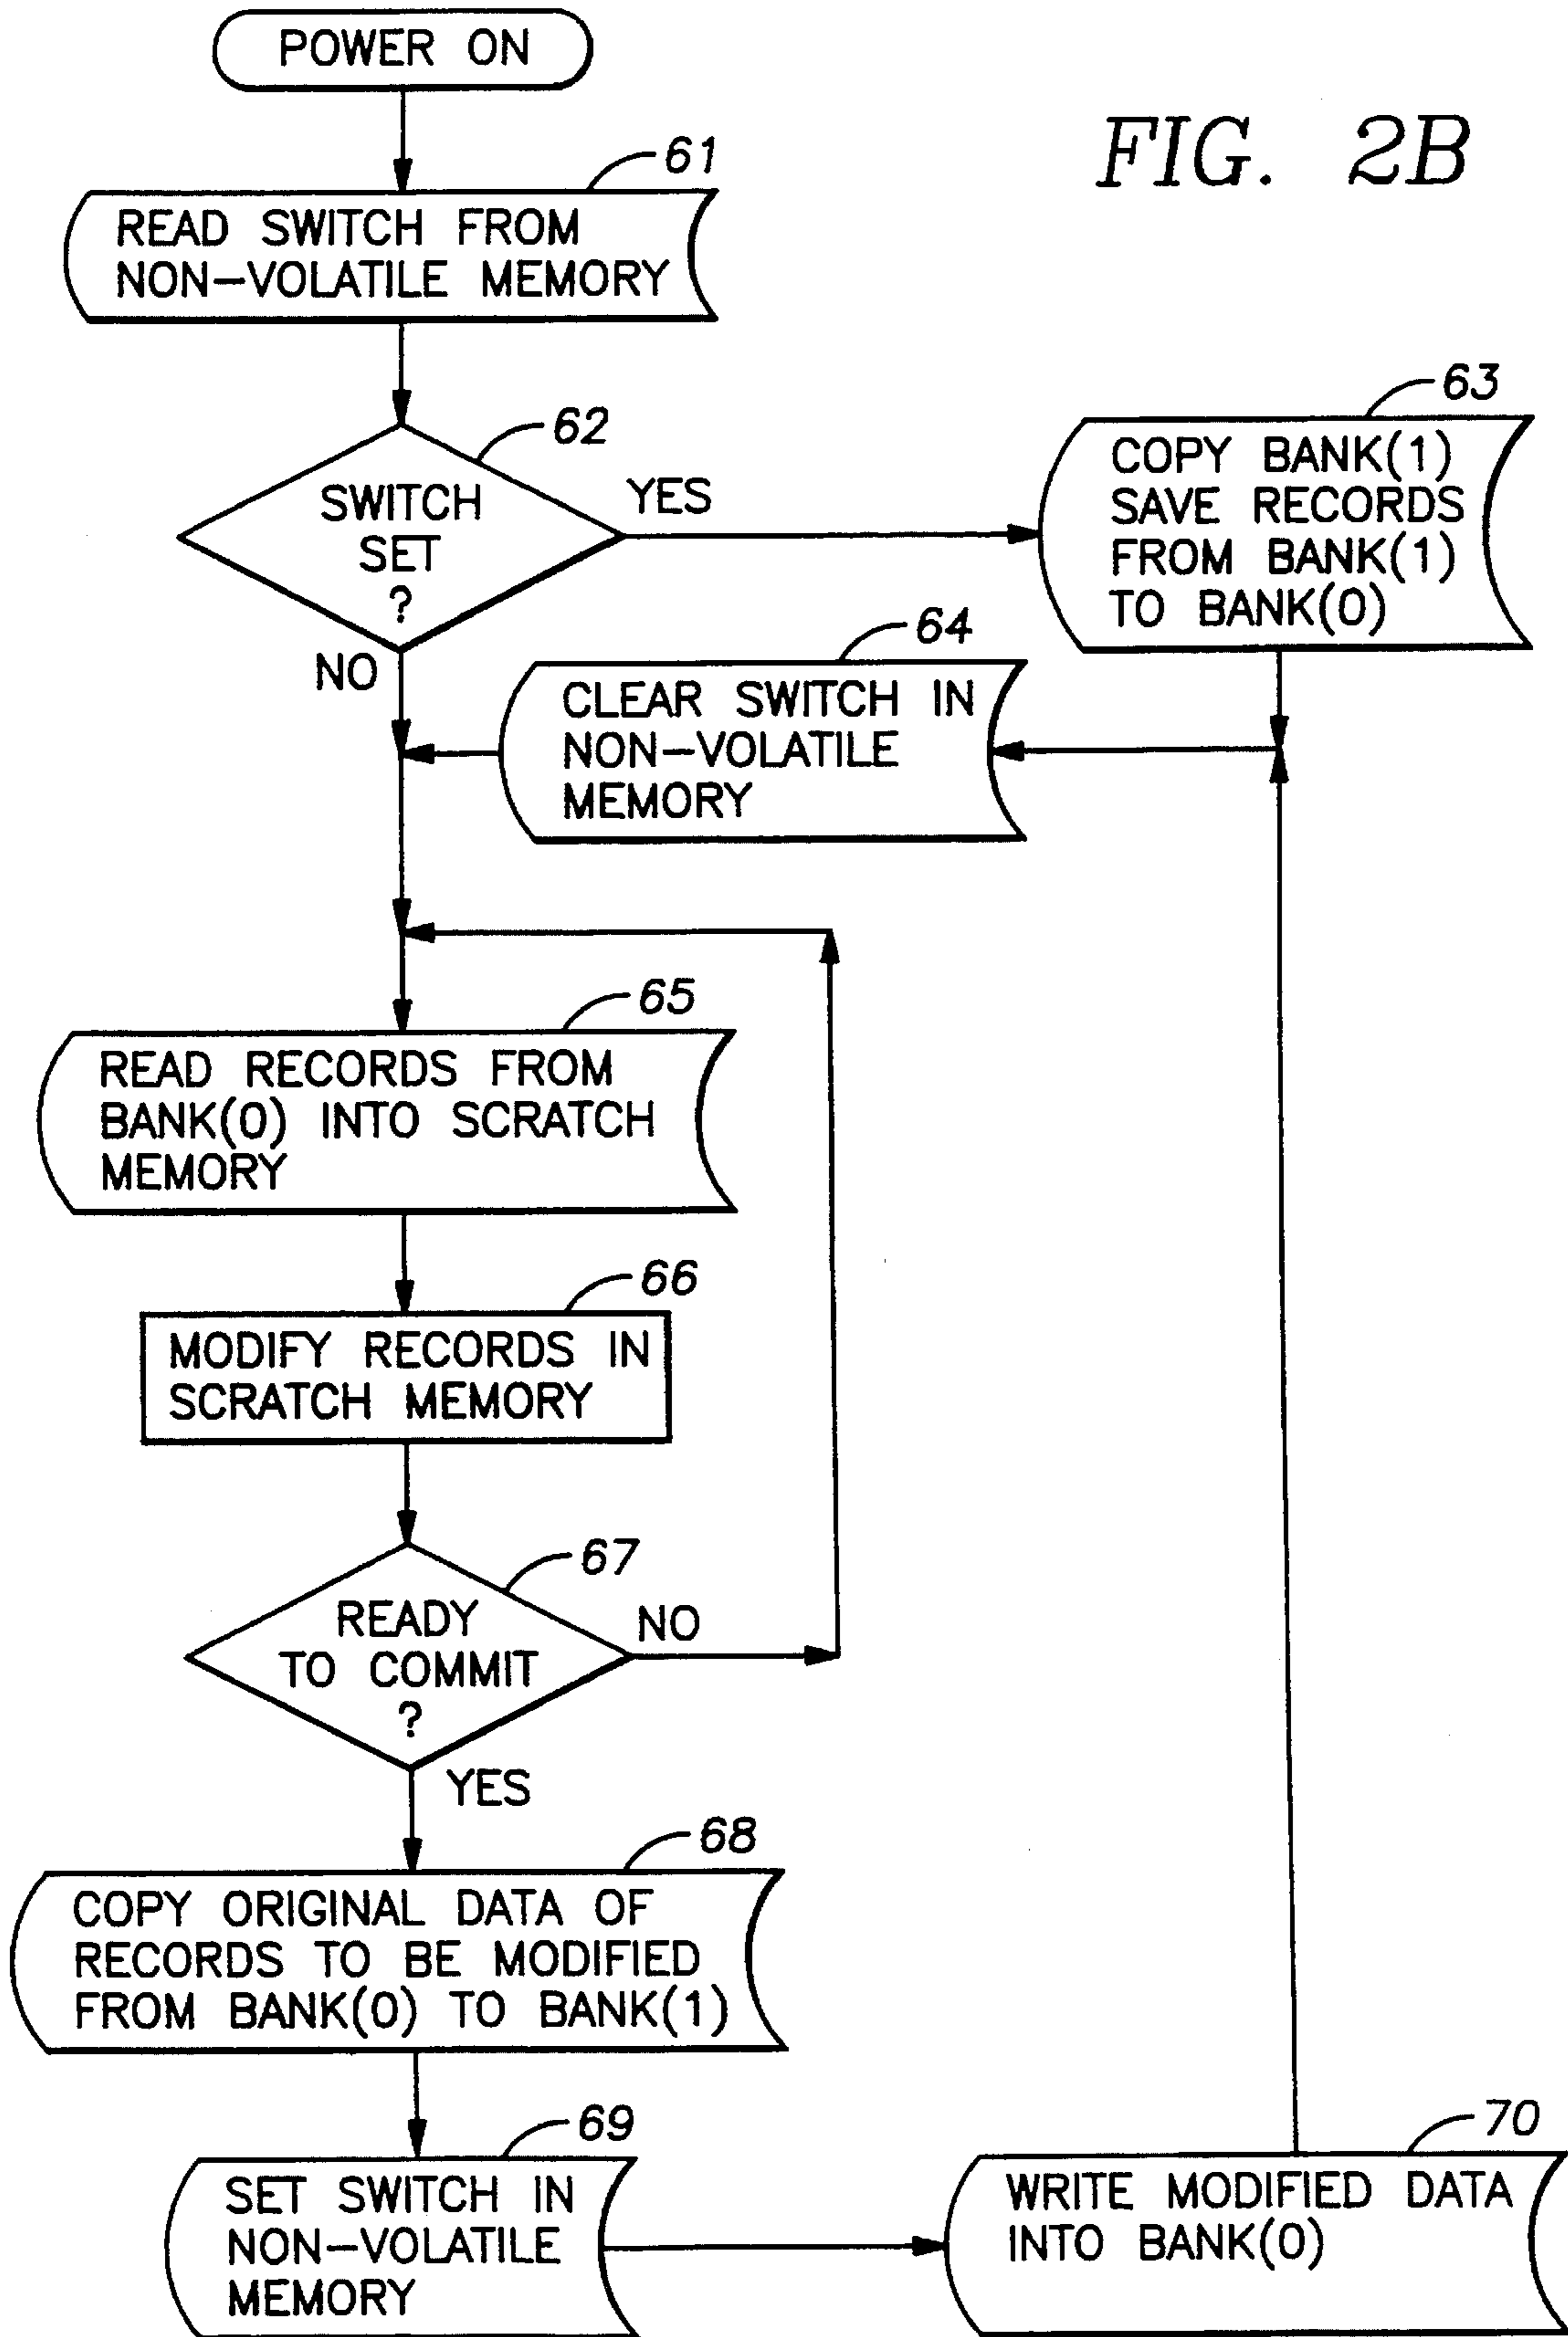 POWER ON
FIG. 2B
61
READ SWITCH FROM
NON-VOLATILE MEMORY
62
SWITCH
SET
?
YES
NO
63
COPY BANK(1)
SAVE RECORDS
FROM BANK(1)
TO BANK(0)
64
CLEAR SWITCH IN
NON-VOLATILE
MEMORY
65
READ RECORDS FROM
BANK(0) INTO SCRATCH
MEMORY
66
MODIFY RECORDS IN
SCRATCH MEMORY
67
READY
TO COMMIT
?
NO
YES
68
COPY ORIGINAL DATA OF
RECORDS TO BE MODIFIED
FROM BANK(0) TO BANK(1)
69
SET SWITCH IN
NON-VOLATILE
MEMORY
70
WRITE MODIFIED DATA
INTO BANK(0)